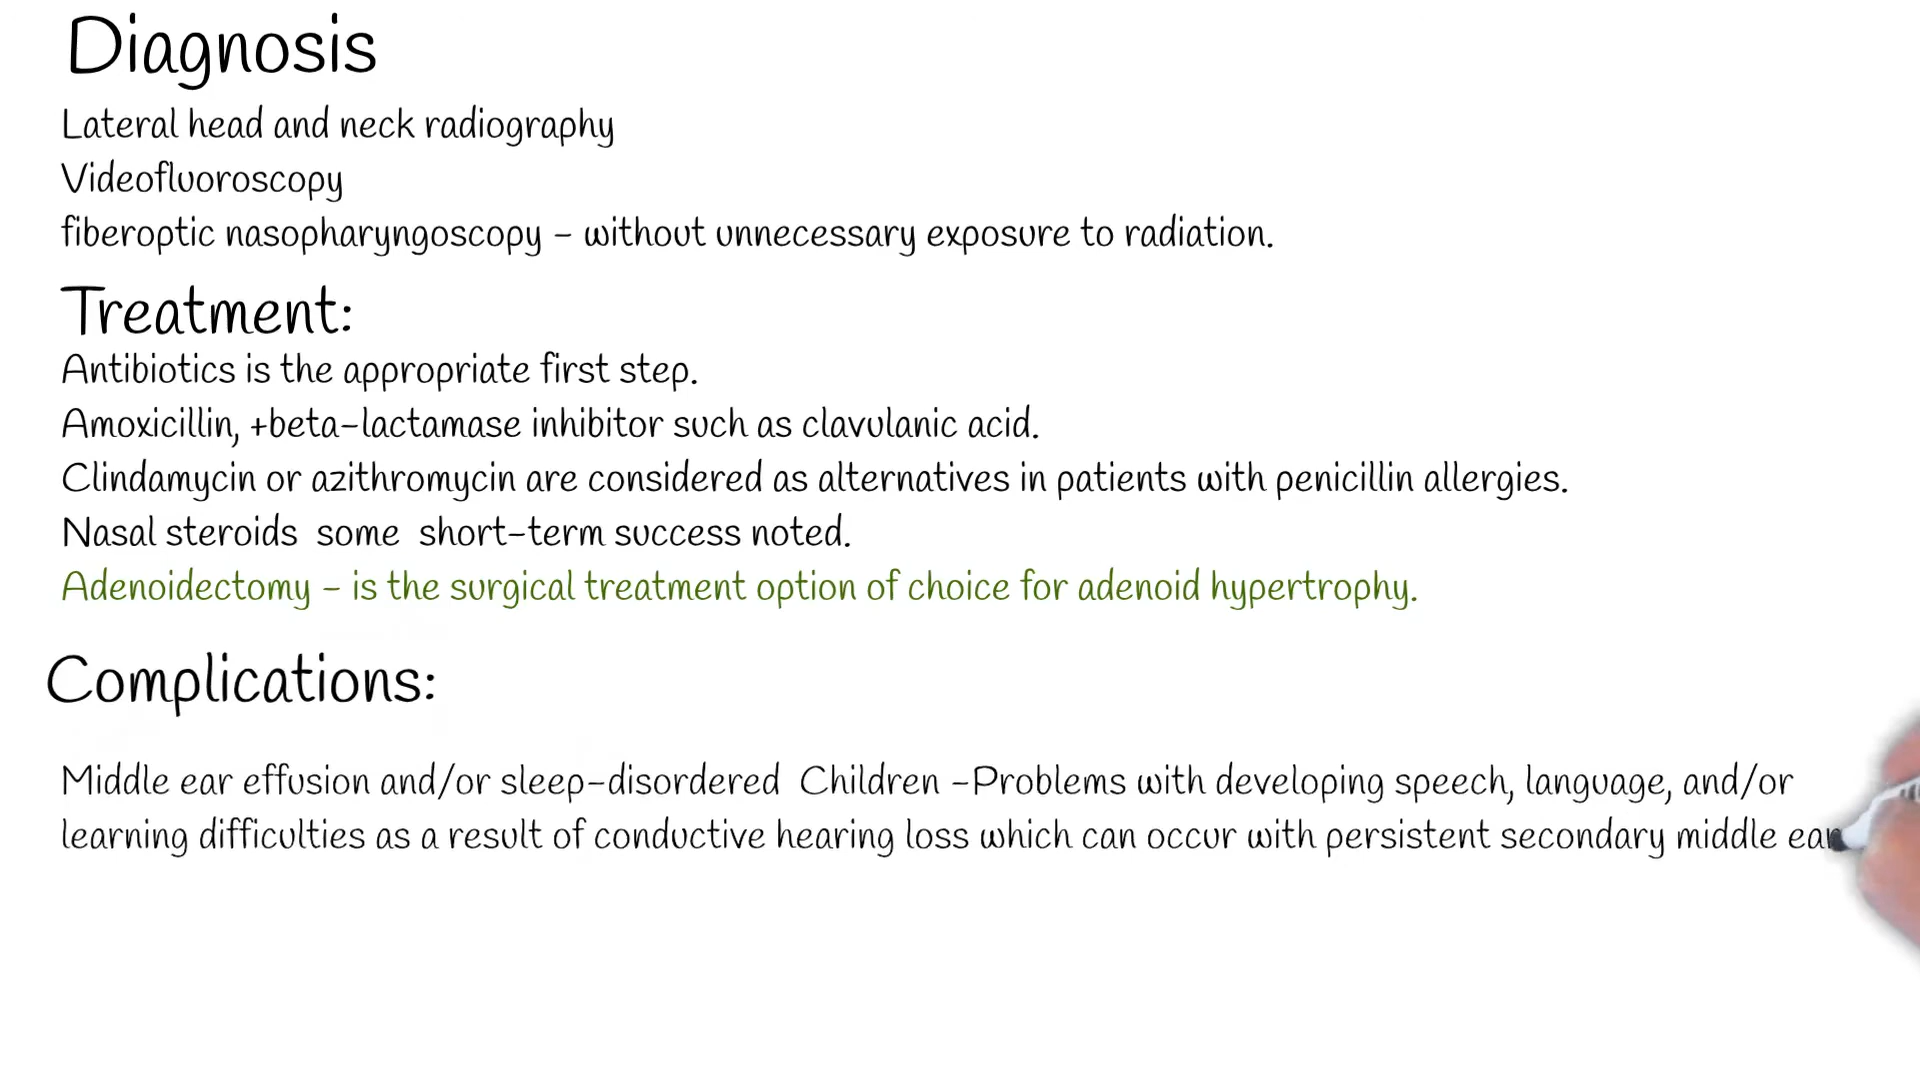 Diagnosis
Lateral head and neck radiography
Videofluoroscopy
fiberoptic nasopharyngoscopy - without unnecessary exposure to radiation.
Treatment:
Antibiotics is the appropriate first step.
Amoxicillin, +beta-lactamase inhibitor such as clavulanic acid.
Clindamycin or azithromycin are considered as alternatives in patients with penicillin allergies.
Nasal steroids some short-term success noted.
Adenoidectomy - is the surgical treatment option of choice for adenoid hypertrophy.
Complications:
Middle ear effusion and/or sleep-disordered Children -Problems with developing speech, language, and/or
learning difficulties as a result of conductive hearing loss which can occur with persistent secondary middle ear